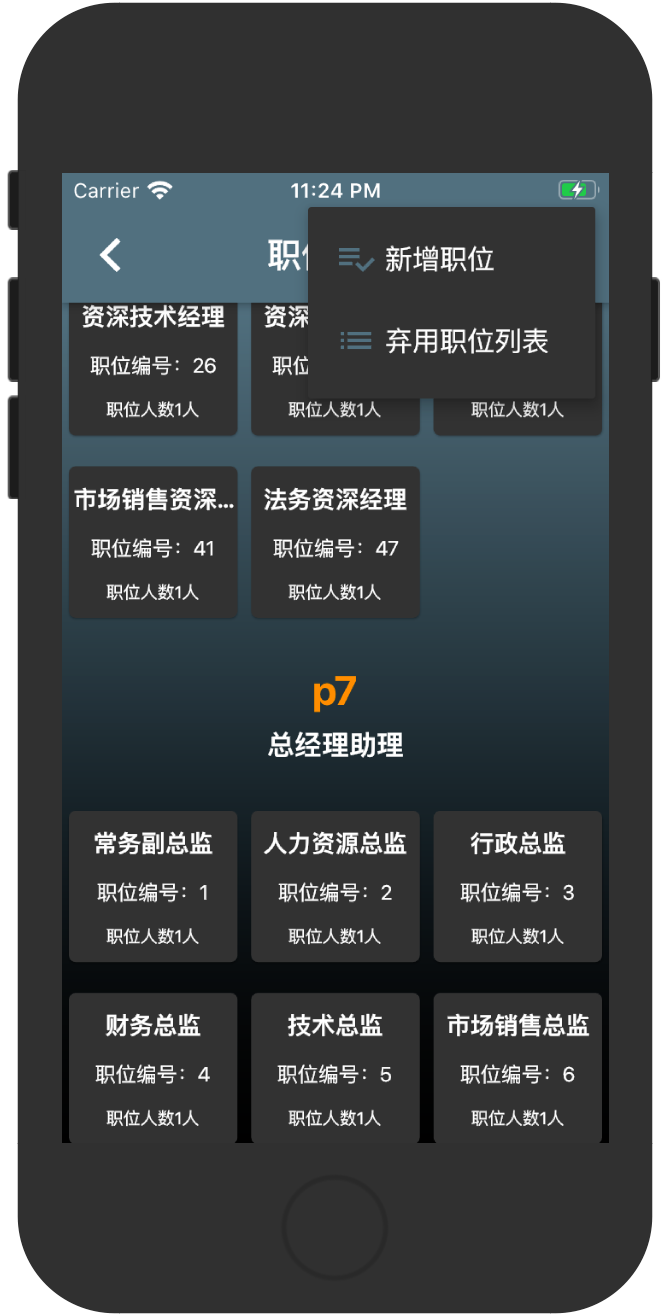 Carrier
11:24 PM
职
新增职位
弃用职位列表
资深技术经理
资深
职位编号：26
职位
职位人数1人
职位人数1人
职位人数1人
市场销售资深...
法务资深经理
职位编号：41
职位编号：47
职位人数1人
职位人数1人
p7
总经理助理
常务副总监
人力资源总监
行政总监
职位编号：1
职位编号：2
职位编号：3
职位人数1人
职位人数1人
职位人数1人
财务总监
技术总监
市场销售总监
职位编号：4
职位编号：5
职位编号：6
职位人数1人
职位人数1人
职位人数1人